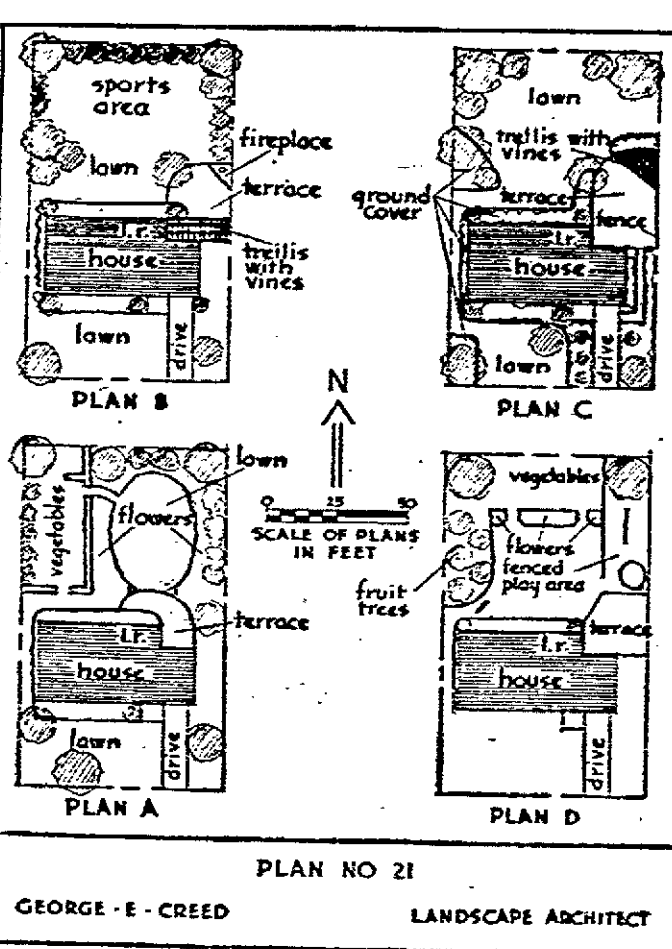 sports
area
lawn
fireplace
terrace
l.r.
house
trellis
with
vines
lawn
drive
PLAN B
lawn
trellis with
vines
ground
cover
terrace
fence
l.r.
house
lawn
drive
PLAN C
N
0 25 50
SCALE OF PLANS
IN FEET
lawn
vegetables
flowers
terrace
l.r.
house
lawn
drive
PLAN A
vegetables
flowers
fenced
play area
fruit
trees
terrace
l.r.
house
drive
PLAN D
PLAN NO 21
GEORGE - E - CREED
LANDSCAPE ARCHITECT